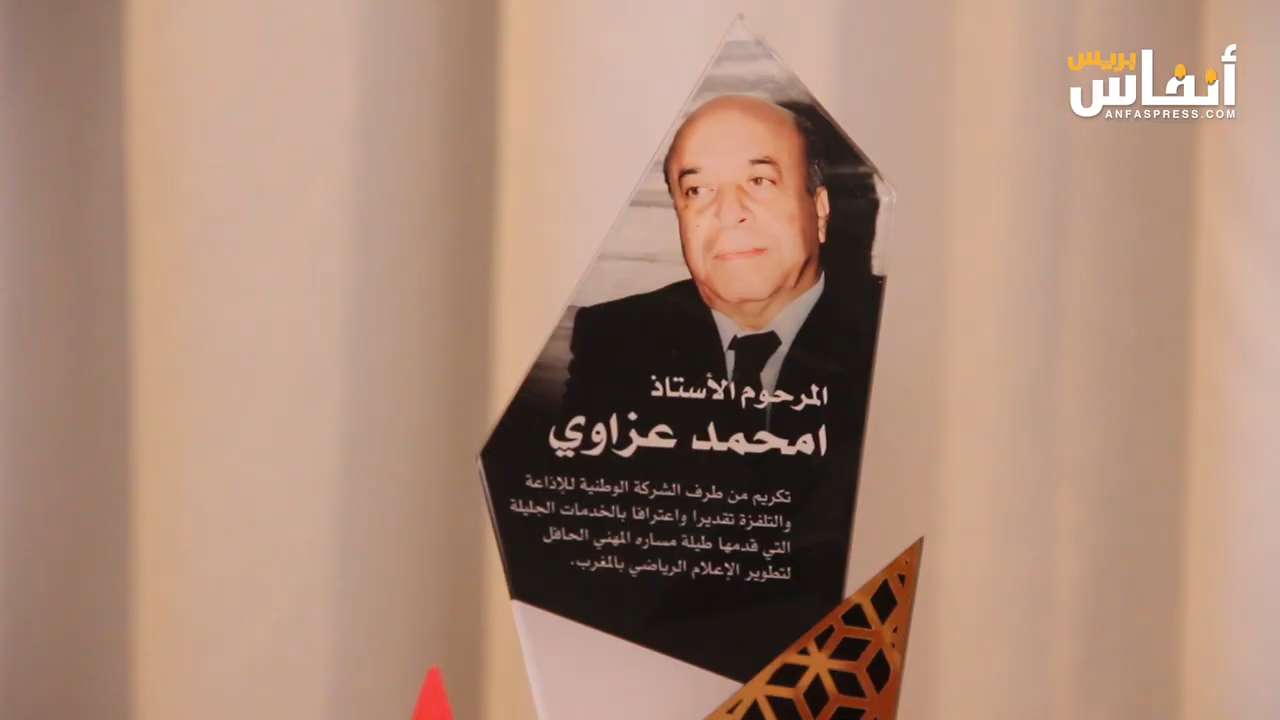 أنفاس بريس
ANFASPRESS.COM
المرحوم الأستاذ
امحمد عزاوي
تكريم من طرف الشركة الوطنية للإذاعة
والتلفزة تقديرا واعترافا بالخدمات الجليلة
التي قدمها طيلة مساره المهني الحافل
لتطوير الإعلام الرياضي بالمغرب.